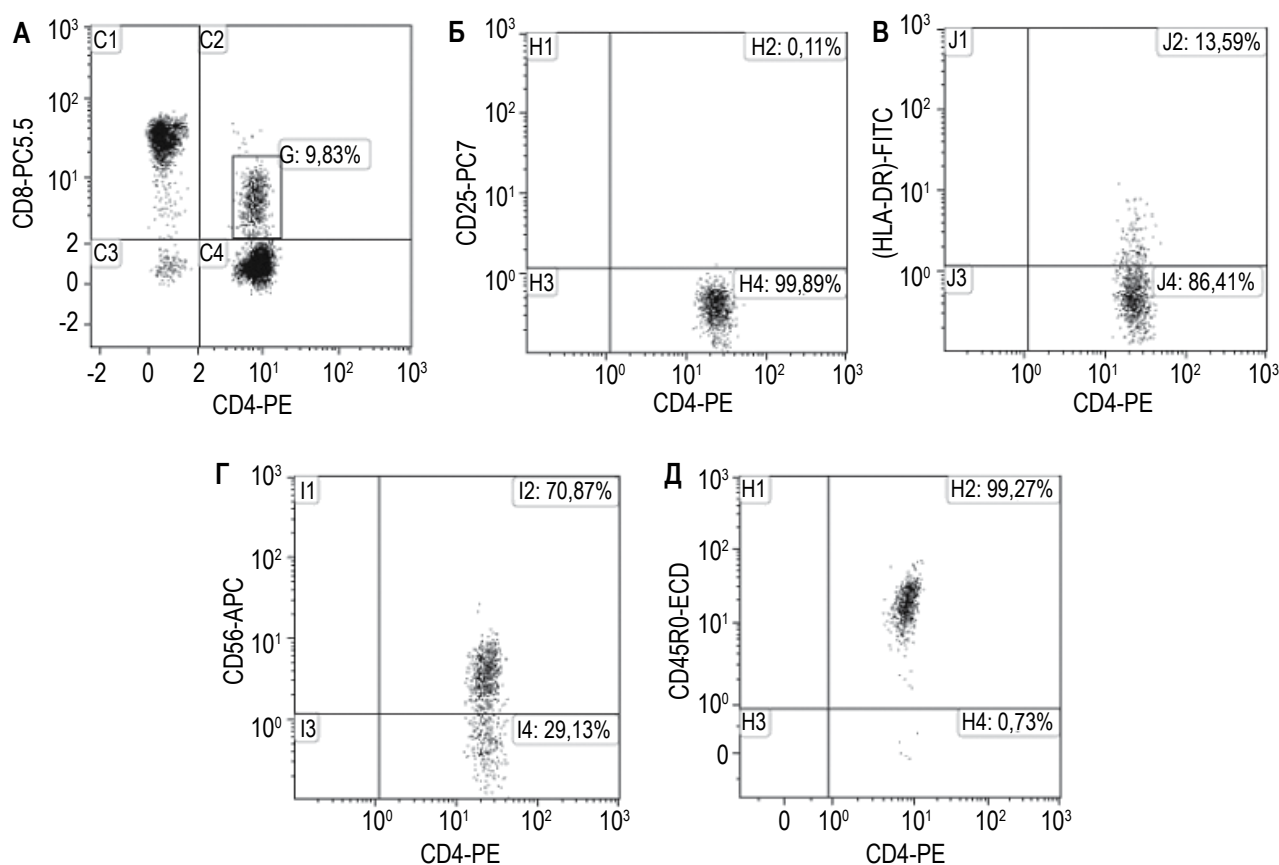 А
10³
C1
C2
10²
G: 9,83%
10¹
2
C3
C4
0
-2
CD8-PC5.5
-2 0 2 10¹ 10² 10³
CD4-PE
Б
10³
H1
H2: 0,11%
10²
10¹
10⁰
H3
H4: 99,89%
CD25-PC7
10⁰ 10¹ 10² 10³
CD4-PE
В
10³
J1
J2: 13,59%
10²
10¹
10⁰
J3
J4: 86,41%
(HLA-DR)-FITC
10⁰ 10¹ 10² 10³
CD4-PE
Г
10³
I1
I2: 70,87%
10²
10¹
10⁰
I3
I4: 29,13%
CD56-APC
10⁰ 10¹ 10² 10³
CD4-PE
Д
10³
H1
H2: 99,27%
10²
10¹
10⁰
H3
H4: 0,73%
0
CD45R0-ECD
0 10⁰ 10¹ 10² 10³
CD4-PE